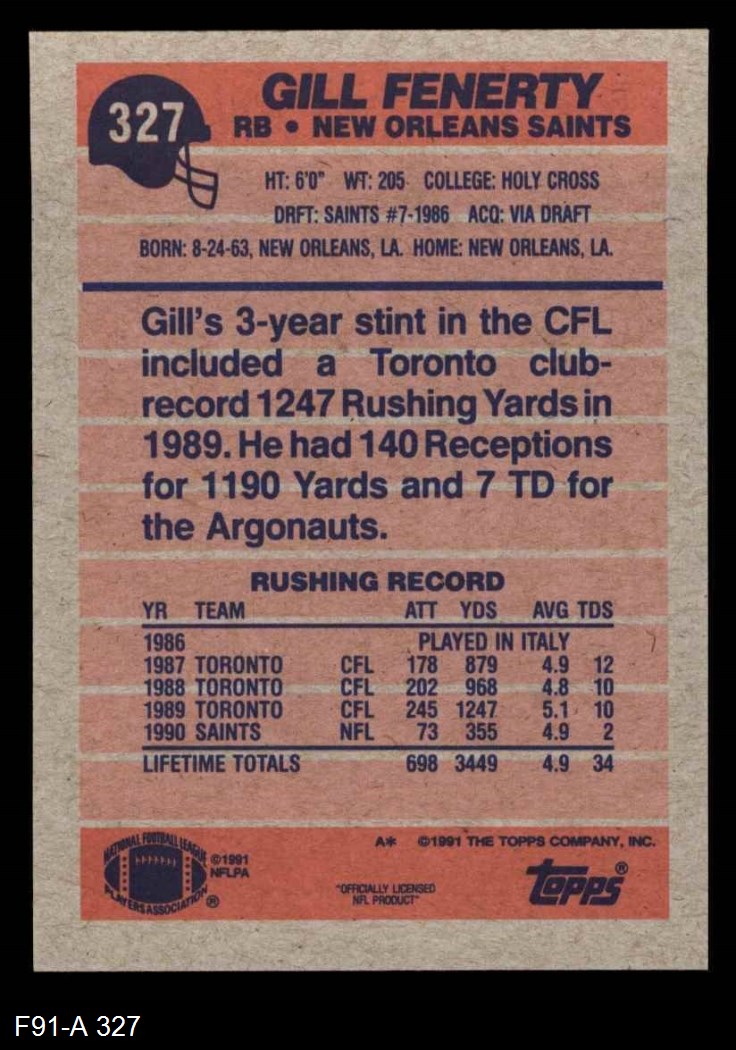 327
GILL FENERTY
RB • NEW ORLEANS SAINTS
HT: 6'0" WT: 205 COLLEGE: HOLY CROSS
DRFT: SAINTS #7-1986 ACQ: VIA DRAFT
BORN: 8-24-63, NEW ORLEANS, LA. HOME: NEW ORLEANS, LA.
Gill's 3-year stint in the CFL
included a Toronto club-
record 1247 Rushing Yards in
1989. He had 140 Receptions
for 1190 Yards and 7 TD for
the Argonauts.
RUSHING RECORD
YR TEAM ATT YDS AVG TDS
1986 PLAYED IN ITALY
1987 TORONTO CFL 178 879 4.9 12
1988 TORONTO CFL 202 968 4.8 10
1989 TORONTO CFL 245 1247 5.1 10
1990 SAINTS NFL 73 355 4.9 2
LIFETIME TOTALS 698 3449 4.9 34
A* ©1991 THE TOPPS COMPANY, INC.
NATIONAL FOOTBALL LEAGUE
PLAYERS ASSOCIATION ®
©1991
NFLPA
"OFFICIALLY LICENSED
NFL PRODUCT"
topps®
F91-A 327